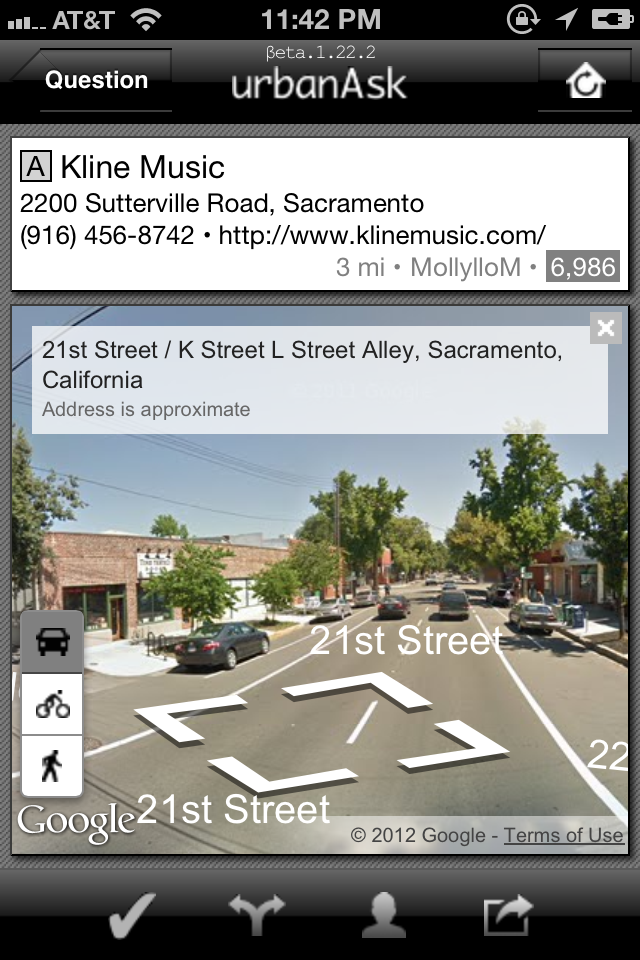 AT&T 11:42 PM
βeta.1.22.2
Question urbanAsk
A Kline Music
2200 Sutterville Road, Sacramento
(916) 456-8742 • http://www.klinemusic.com/
3 mi • MollylloM • 6,986
21st Street / K Street L Street Alley, Sacramento,
California
Address is approximate
21st Street
22
21st Street
Google
© 2012 Google - Terms of Use